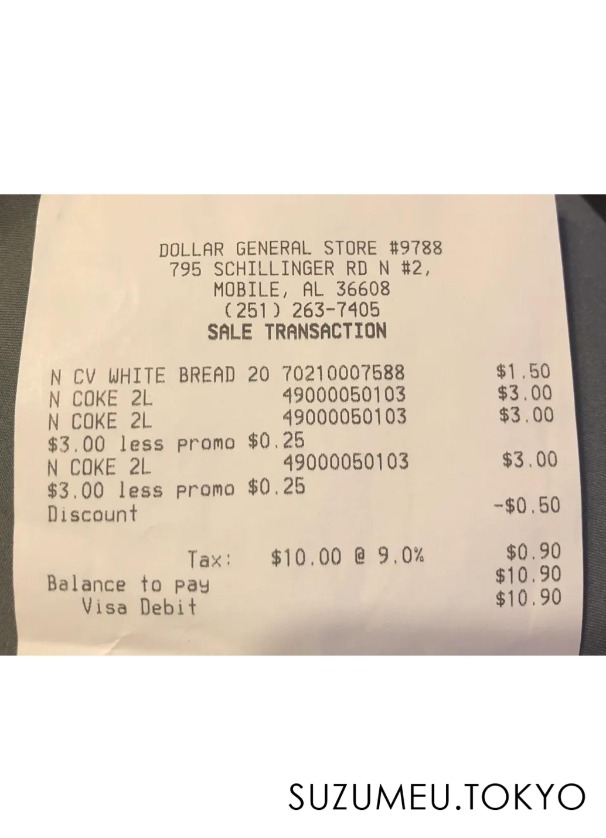 DOLLAR GENERAL STORE #9788
795 SCHILLINGER RD N #2,
MOBILE, AL 36608
(251) 263-7405
SALE TRANSACTION
N CV WHITE BREAD 20 70210007588 $1.50
N COKE 2L 49000050103 $3.00
N COKE 2L 49000050103 $3.00
$3.00 less promo $0.25
N COKE 2L 49000050103 $3.00
$3.00 less promo $0.25
Discount -$0.50
Tax: $10.00 @ 9.0% $0.90
Balance to pay $10.90
Visa Debit $10.90
SUZUMEU.TOKYO